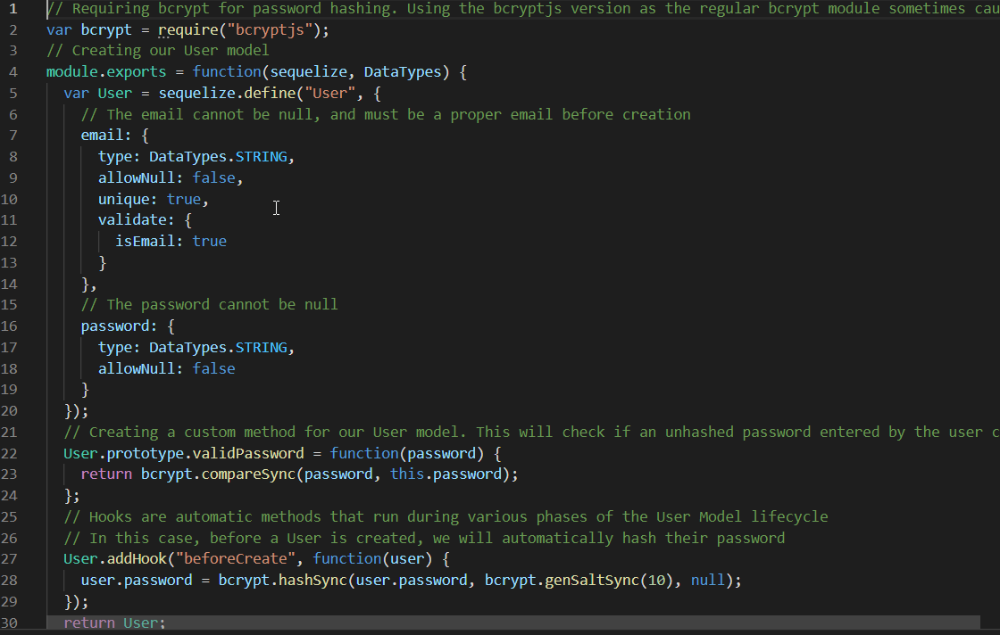 1 // Requiring bcrypt for password hashing. Using the bcryptjs version as the regular bcrypt module sometimes
2 var bcrypt = require("bcryptjs");
3 // Creating our User model
4 module.exports = function(sequelize, DataTypes) {
5 var User = sequelize.define("User", {
6 // The email cannot be null, and must be a proper email before creation
7 email: {
8 type: DataTypes.STRING,
9 allowNull: false,
10 unique: true,
11 validate: {
12 isEmail: true
13 }
14 },
15 // The password cannot be null
16 password: {
17 type: DataTypes.STRING,
18 allowNull: false
19 }
20 });
21 // Creating a custom method for our User model. This will check if an unhashed password entered by the user
22 User.prototype.validPassword = function(password) {
23 return bcrypt.compareSync(password, this.password);
24 };
25 // Hooks are automatic methods that run during various phases of the User Model lifecycle
26 // In this case, before a User is created, we will automatically hash their password
27 User.addHook("beforeCreate", function(user) {
28 user.password = bcrypt.hashSync(user.password, bcrypt.genSaltSync(10), null);
29 });
30 return User;